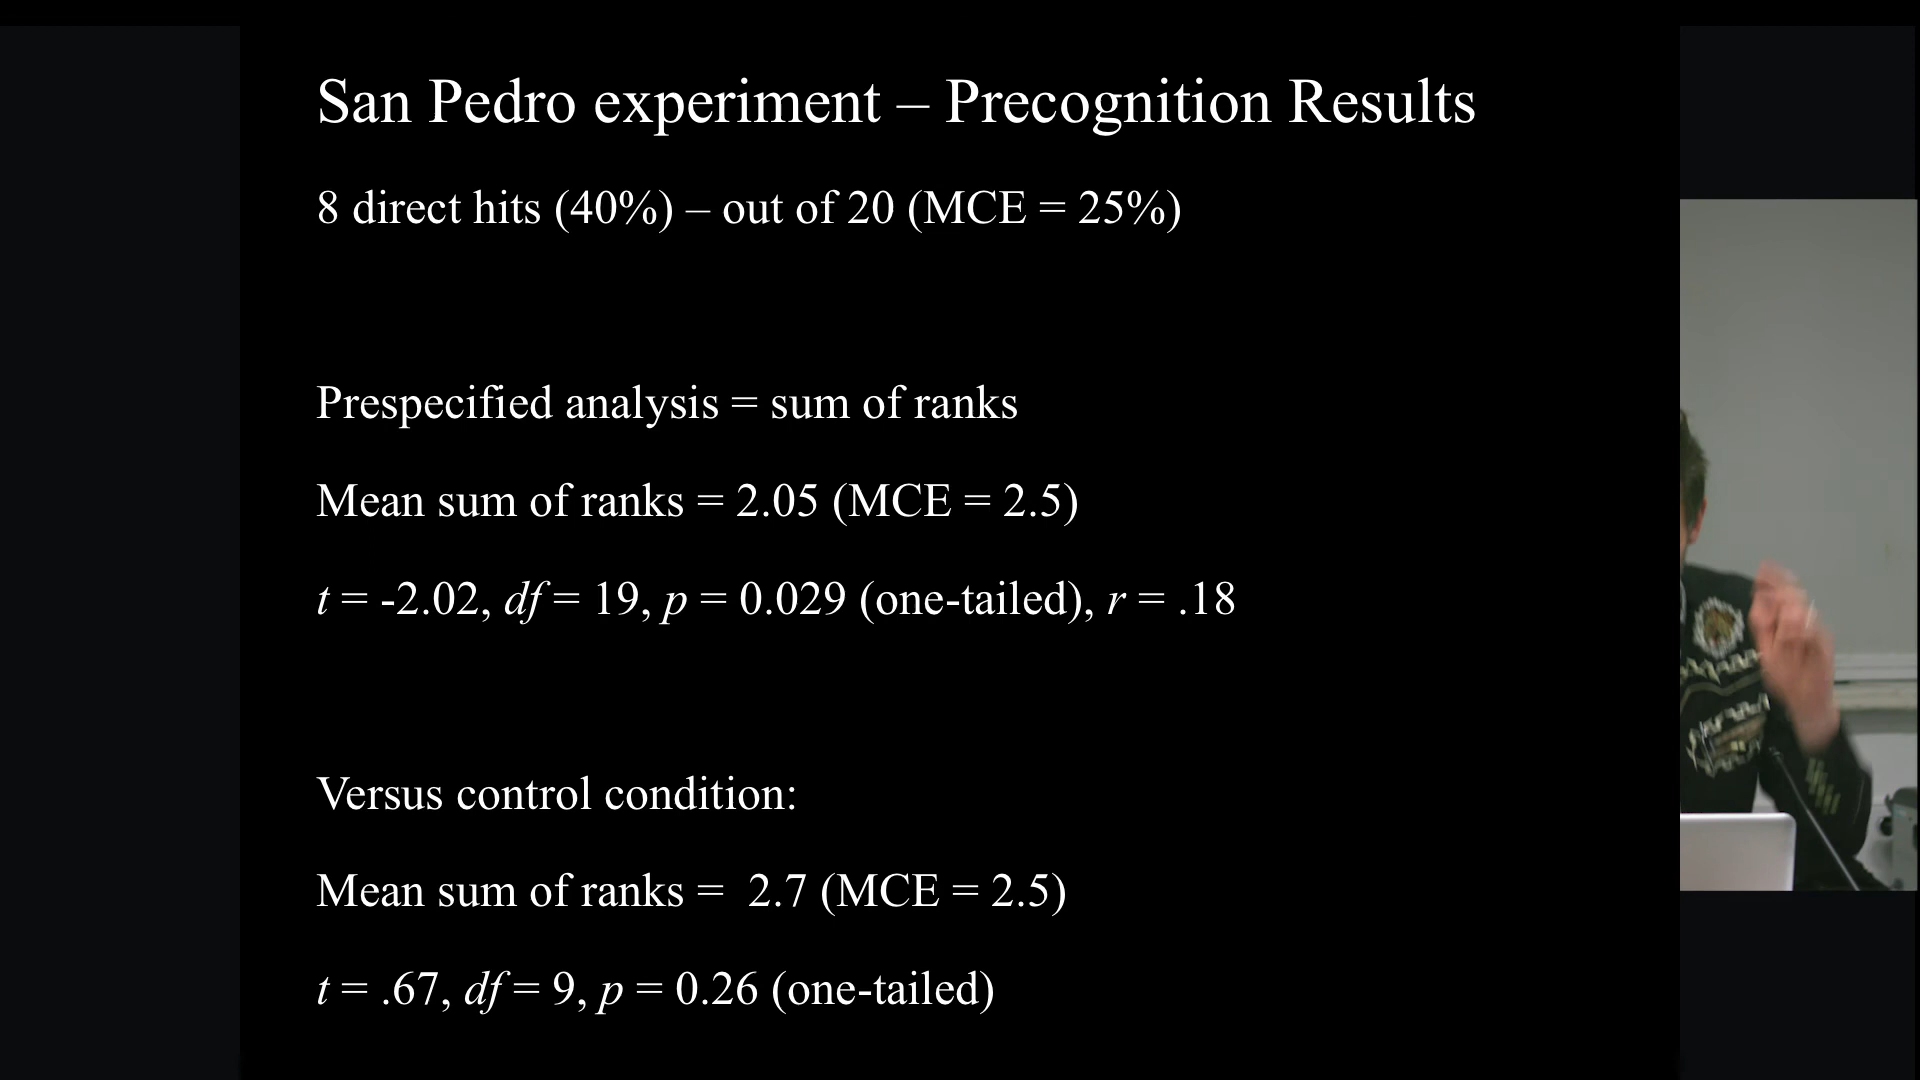 San Pedro experiment – Precognition Results
8 direct hits (40%) – out of 20 (MCE = 25%)
Prespecified analysis = sum of ranks
Mean sum of ranks = 2.05 (MCE = 2.5)
t = -2.02, df = 19, p = 0.029 (one-tailed), r = .18
Versus control condition:
Mean sum of ranks =  2.7 (MCE = 2.5)
t = .67, df = 9, p = 0.26 (one-tailed)